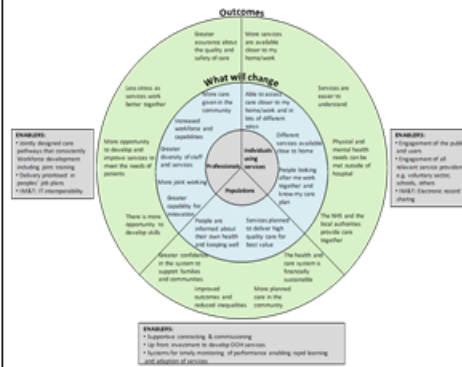 Outcomes
Greater
assurance about
the quality and
safety of care
More services
are available
closer to my
home/work
Less stress as
services work
better together
Services are
easier to
understand
What will change
More care
given in the
community
Able to access
care closer to my
home/work and in
lots of different
ways
Increased
workforce and
capabilities
Different
services available
close to home
More opportunity
to develop and
improve services to
meet the needs of
patients
Greater
diversity of staff
and services
Professionals
Individuals
using
services
Populations
People looking
after me work
together and
know my care
plan
Physical and
mental health
needs can be
met outside of
hospital
More joint working
Greater
capability for
innovation
There is more
opportunity to
develop skills
People are
informed about
their own health
and keeping well
Services planned
to deliver high
quality care for
best value
The NHS and the
local authorities
provide care
together
Greater confidence
in the system to
support families
and communities
The health and
care system is
financially
sustainable
Improved
outcomes and
reduced inequalities
More planned
care in the
community
ENABLERS:
• Jointly designed care
pathways that consistently
Workforce development
including joint training
• Delivery prioritised in
peoples' job plans
• IM&T: IT interoperability
ENABLERS:
• Engagement of the public
and users
• Engagement of all
relevant service providers
e.g. voluntary sector,
schools, others
• IM&T: Electronic record
sharing
ENABLERS:
• Supportive contracting & commissioning
• Up front investment to develop OOH services
• Systems for timely monitoring of performance enabling rapid learning
and adoption of services